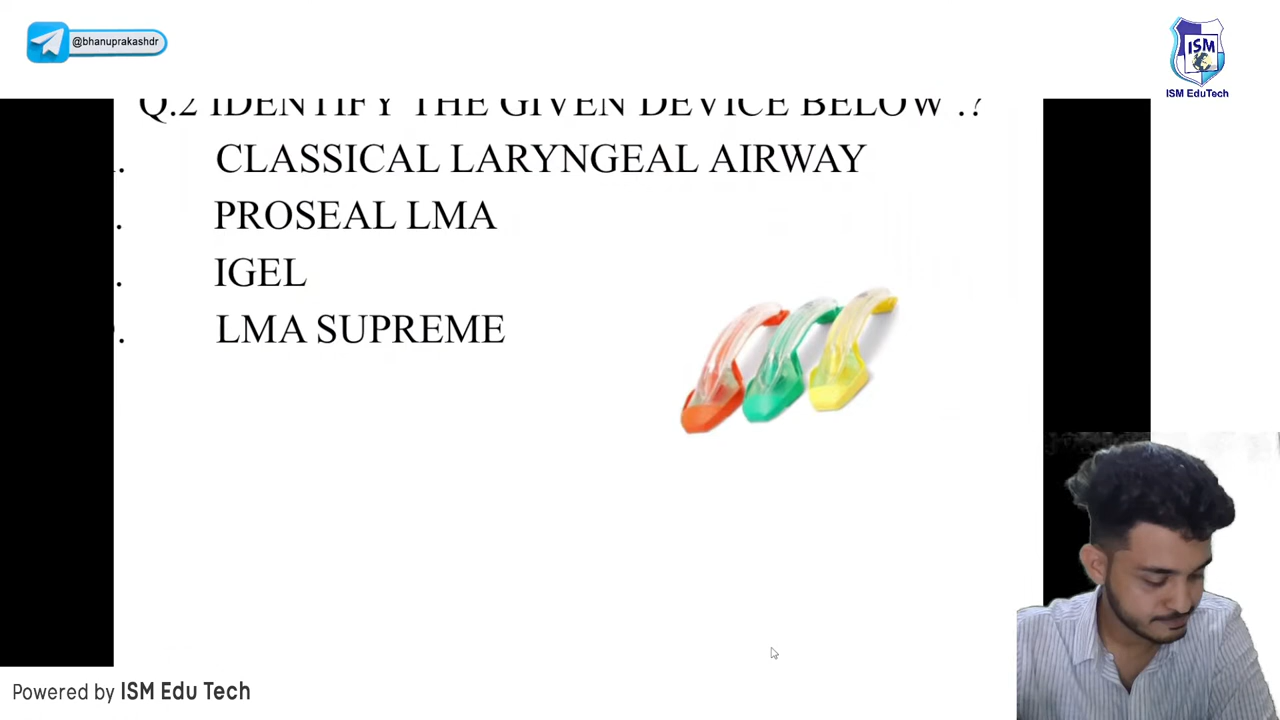 @bhanuprakashdr
ISM
ISM EduTech
Q.2 IDENTIFY THE GIVEN DEVICE BELOW .?
. CLASSICAL LARYNGEAL AIRWAY
. PROSEAL LMA
. IGEL
. LMA SUPREME
Powered by ISM Edu Tech